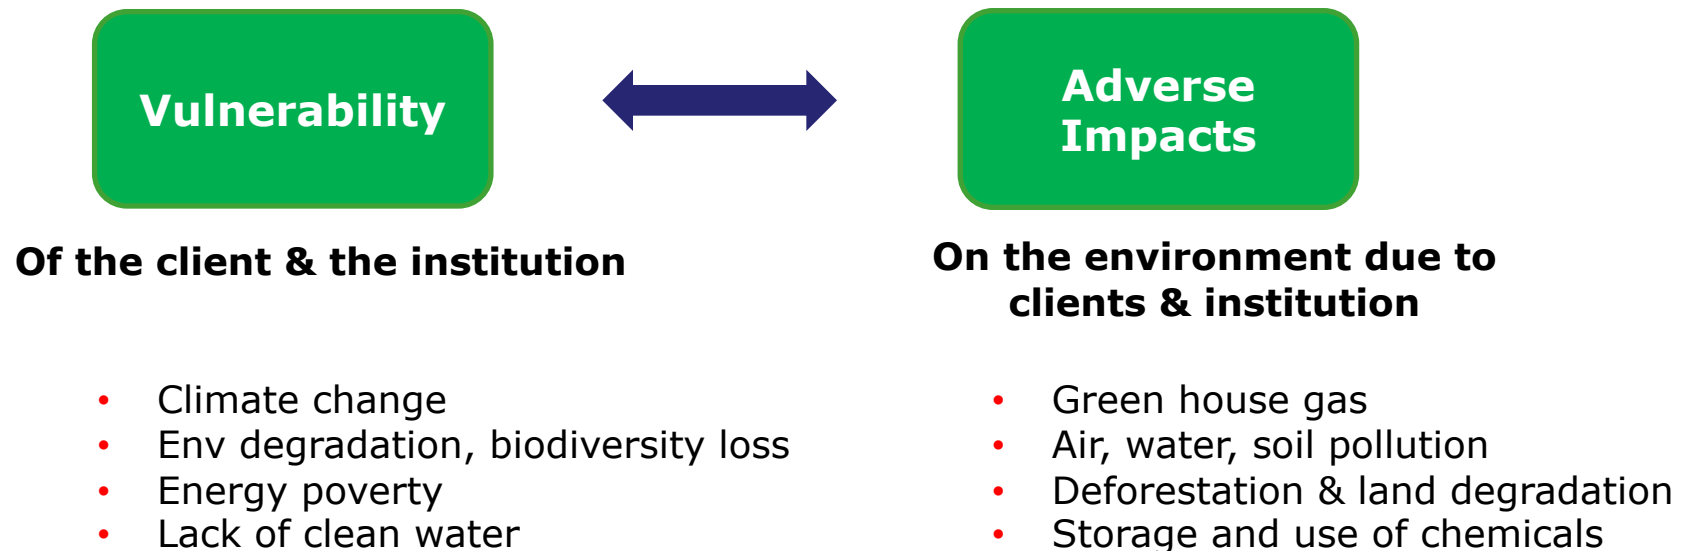 Vulnerability
Adverse
Impacts
Of the client & the institution
On the environment due to
clients & institution
• Climate change
• Env degradation, biodiversity loss
• Energy poverty
• Lack of clean water
• Green house gas
• Air, water, soil pollution
• Deforestation & land degradation
• Storage and use of chemicals